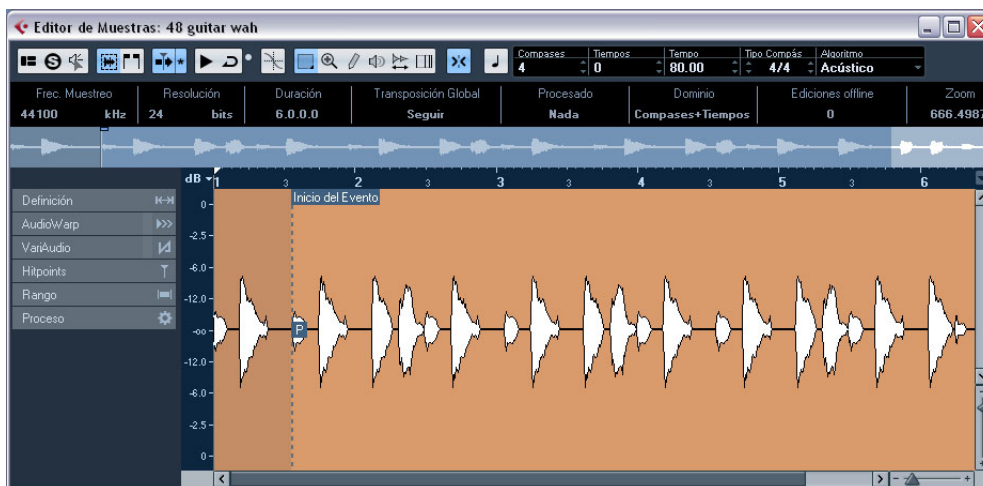 Editor de Muestras: 48 guitar wah
Compases Tiempos Tempo Tipo Compás Algoritmo
4 0 80.00 4/4 Acústico
Frec. Muestreo Resolución Duración Transposición Global Procesado Dominio Ediciones offline Zoom
44100 kHz 24 bits 6.0.0.0 Seguir Nada Compases+Tiempos 0 666.4987
dB 1 3 2 3 3 3 4 3 5 3 6
Definición
AudioWarp
VariAudio
Hitpoints
Rango
Proceso
Inicio del Evento
P
0
-2.5
-6.0
-12.0
-oo
-12.0
-6.0
-2.5
0